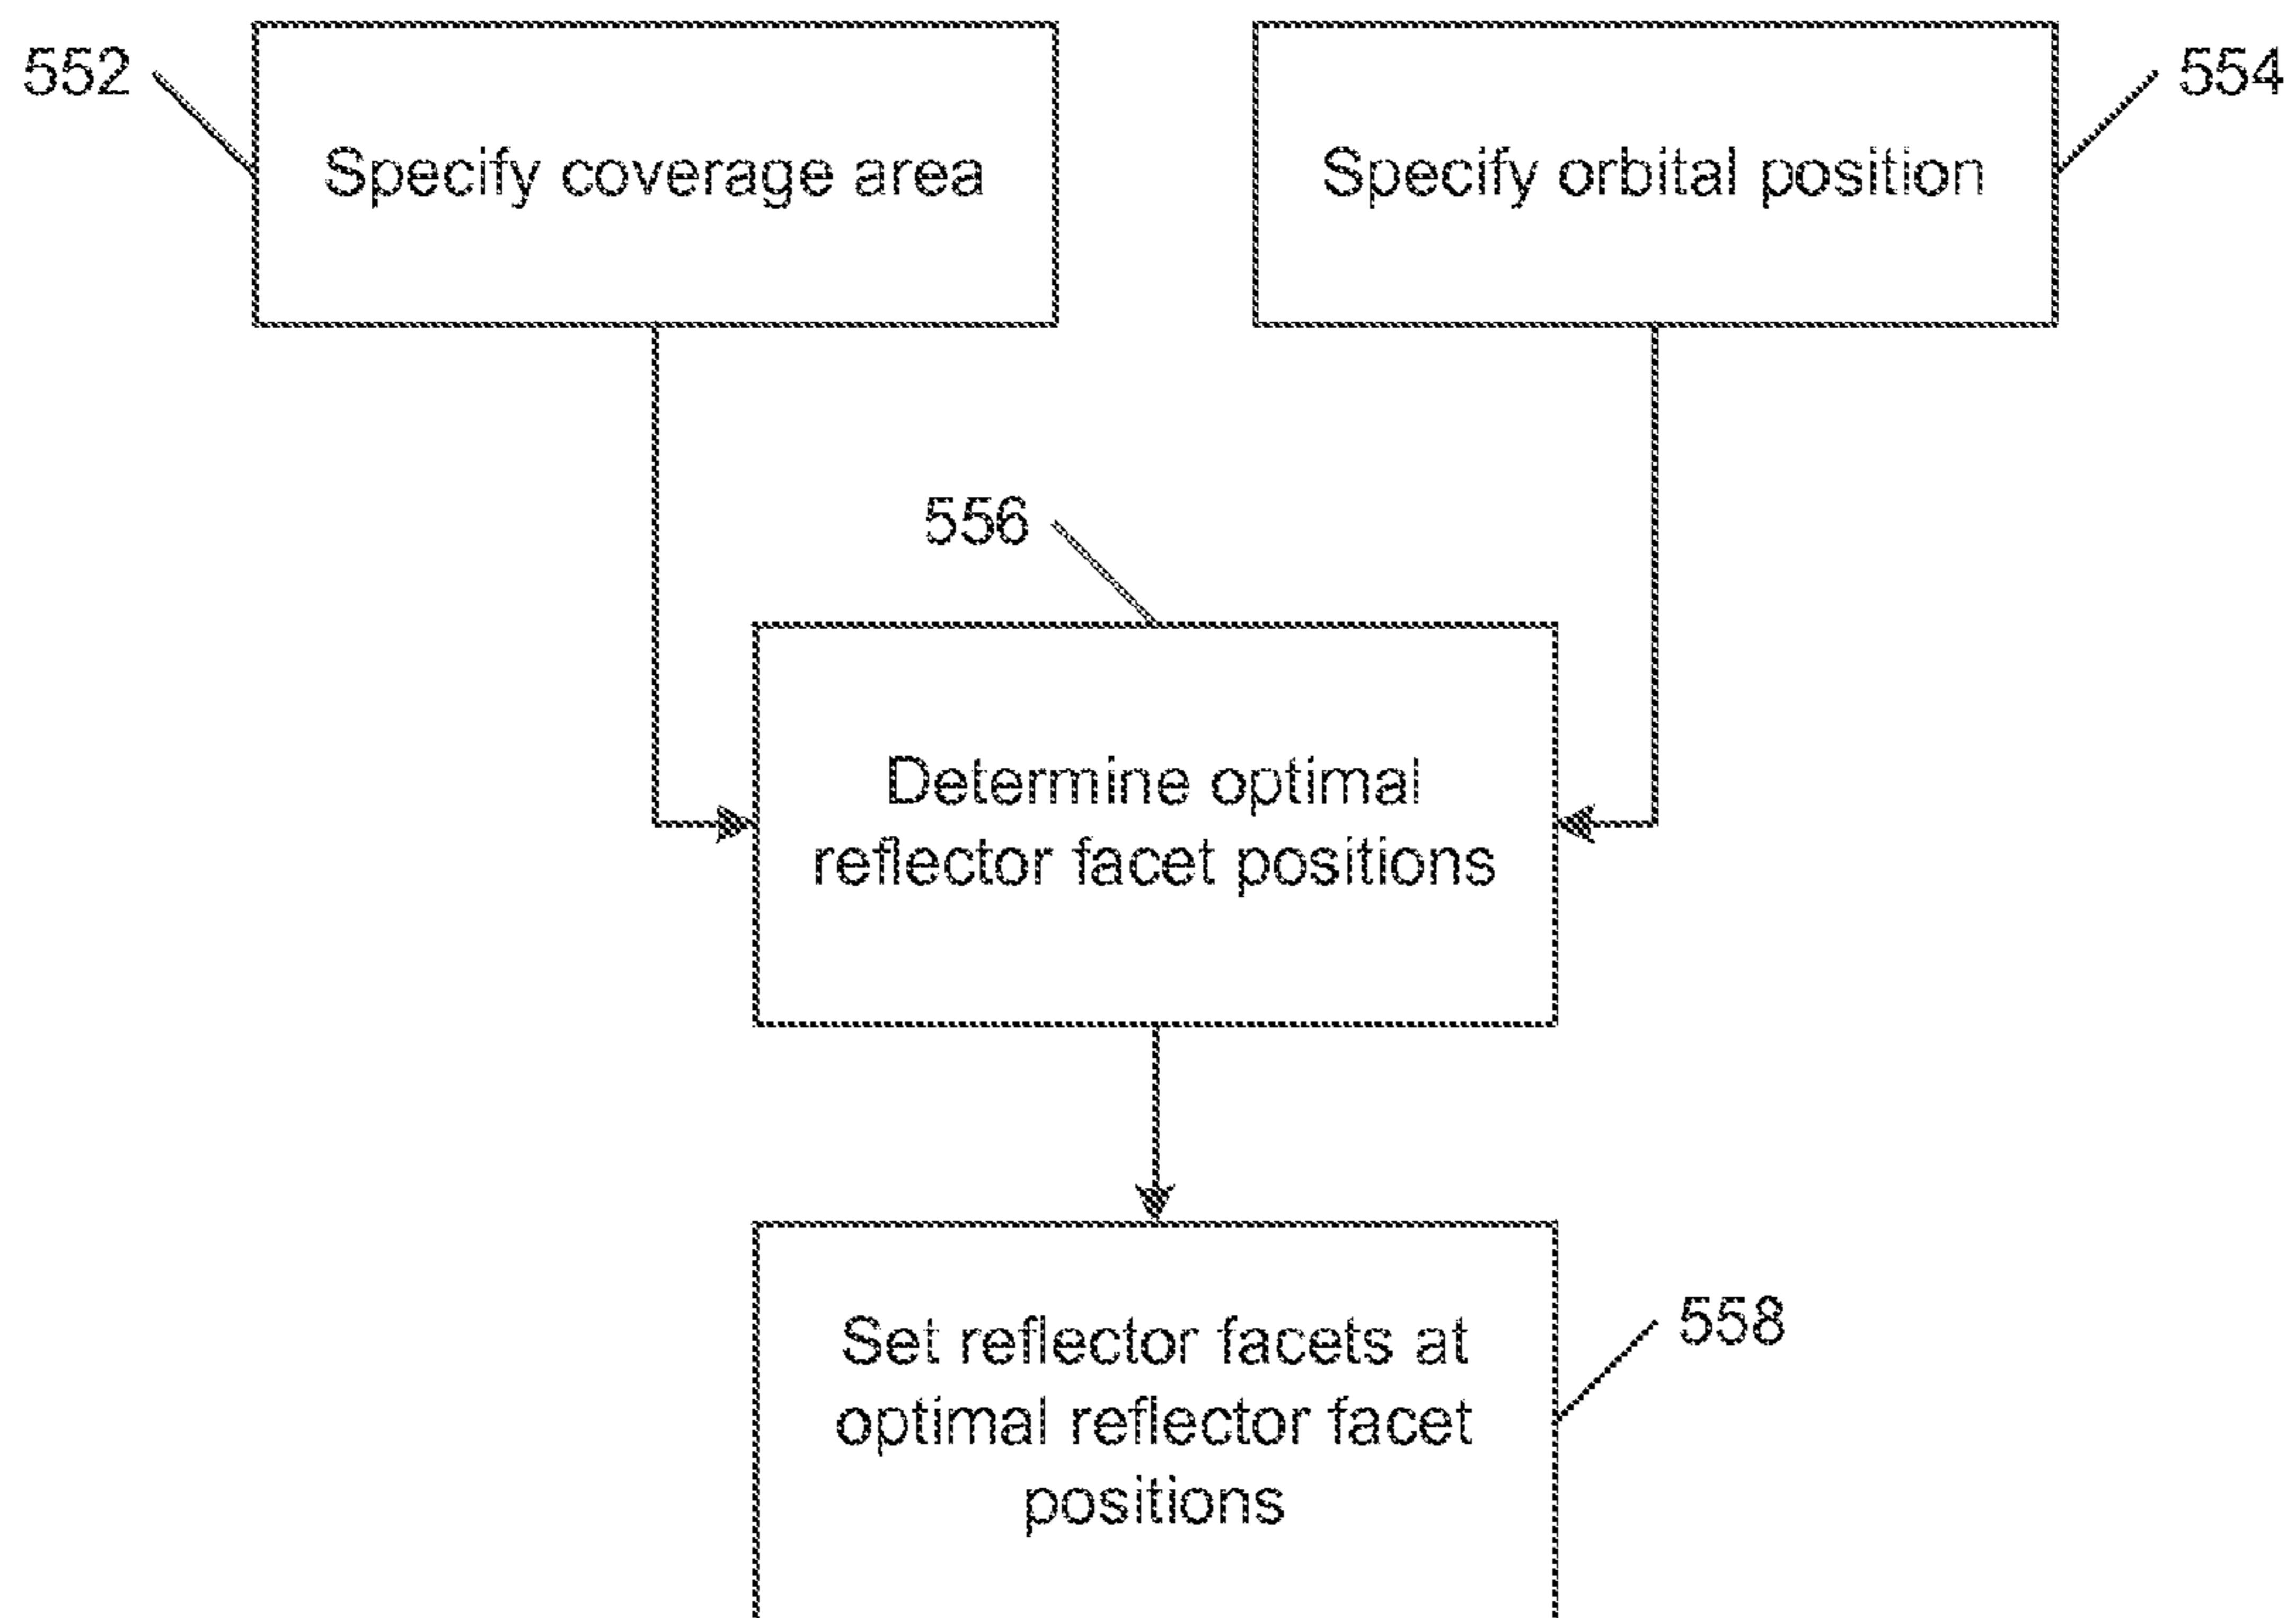 552
Specify coverage area
Specify orbital position
554
556
Determine optimal
reflector facet positions
Set reflector facets at
optimal reflector facet
positions
558